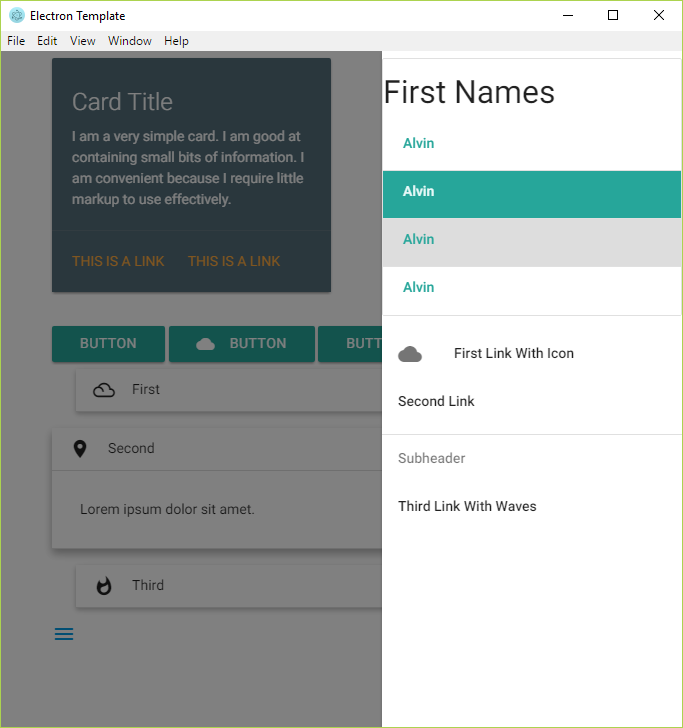 Electron Template
File Edit View Window Help
Card Title
I am a very simple card. I am good at
containing small bits of information. I
am convenient because I require little
markup to use effectively.
THIS IS A LINK THIS IS A LINK
BUTTON BUTTON BUTT
First
Second
Lorem ipsum dolor sit amet.
Third
First Names
Alvin
Alvin
Alvin
Alvin
First Link With Icon
Second Link
Subheader
Third Link With Waves